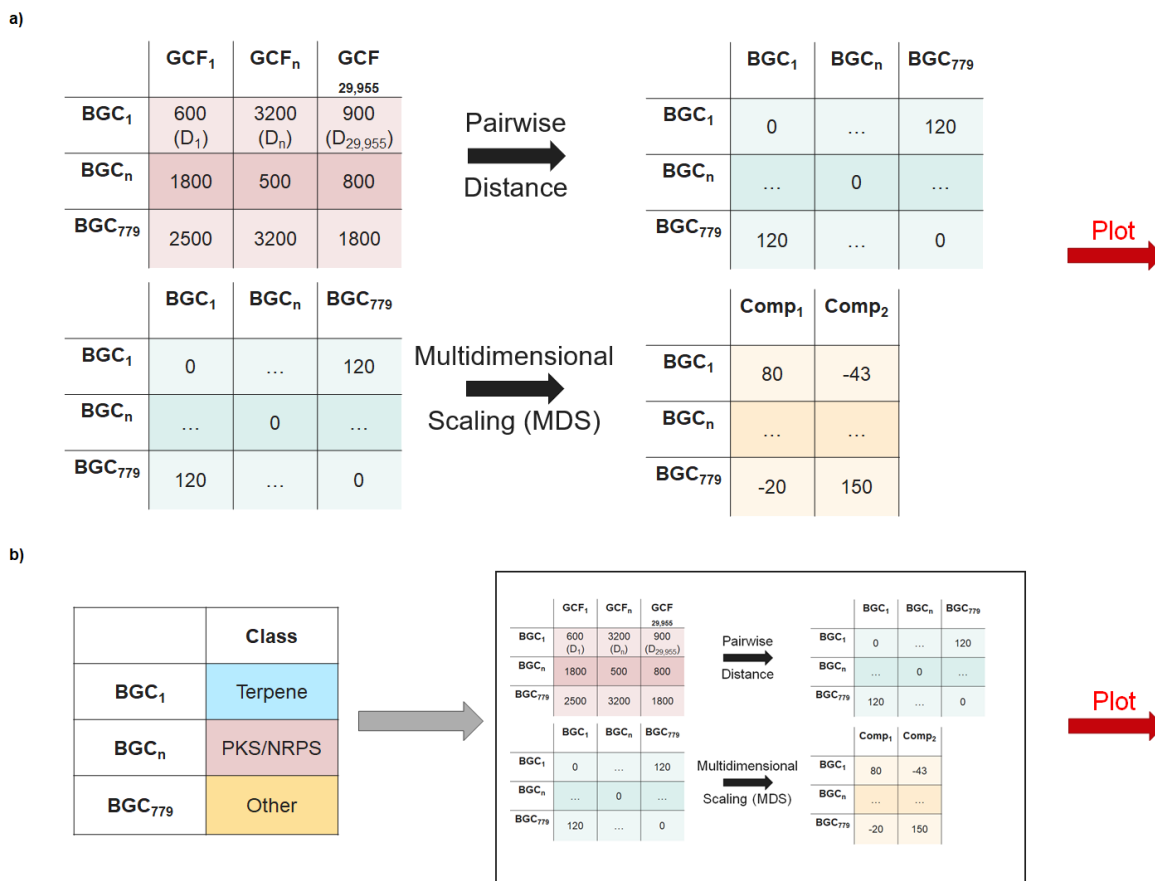 a)
GCF1 GCFn GCF 29,955
BGC1 600 (D1) 3200 (Dn) 900 (D29,955)
BGCn 1800 500 800
BGC779 2500 3200 1800
Pairwise
Distance
BGC1 BGCn BGC779
BGC1 0 ... 120
BGCn ... 0 ...
BGC779 120 ... 0
Plot
BGC1 BGCn BGC779
BGC1 0 ... 120
BGCn ... 0 ...
BGC779 120 ... 0
Multidimensional
Scaling (MDS)
Comp1 Comp2
BGC1 80 -43
BGCn ... ...
BGC779 -20 150
b)
Class
BGC1 Terpene
BGCn PKS/NRPS
BGC779 Other
GCF1 GCFn GCF 29,955
BGC1 600 (D1) 3200 (Dn) 900 (D29,955)
BGCn 1800 500 800
BGC779 2500 3200 1800
Pairwise
Distance
BGC1 BGCn BGC779
BGC1 0 ... 120
BGCn ... 0 ...
BGC779 120 ... 0
BGC1 BGCn BGC779
BGC1 0 ... 120
BGCn ... 0 ...
BGC779 120 ... 0
Multidimensional
Scaling (MDS)
Comp1 Comp2
BGC1 80 -43
BGCn ... ...
BGC779 -20 150
Plot